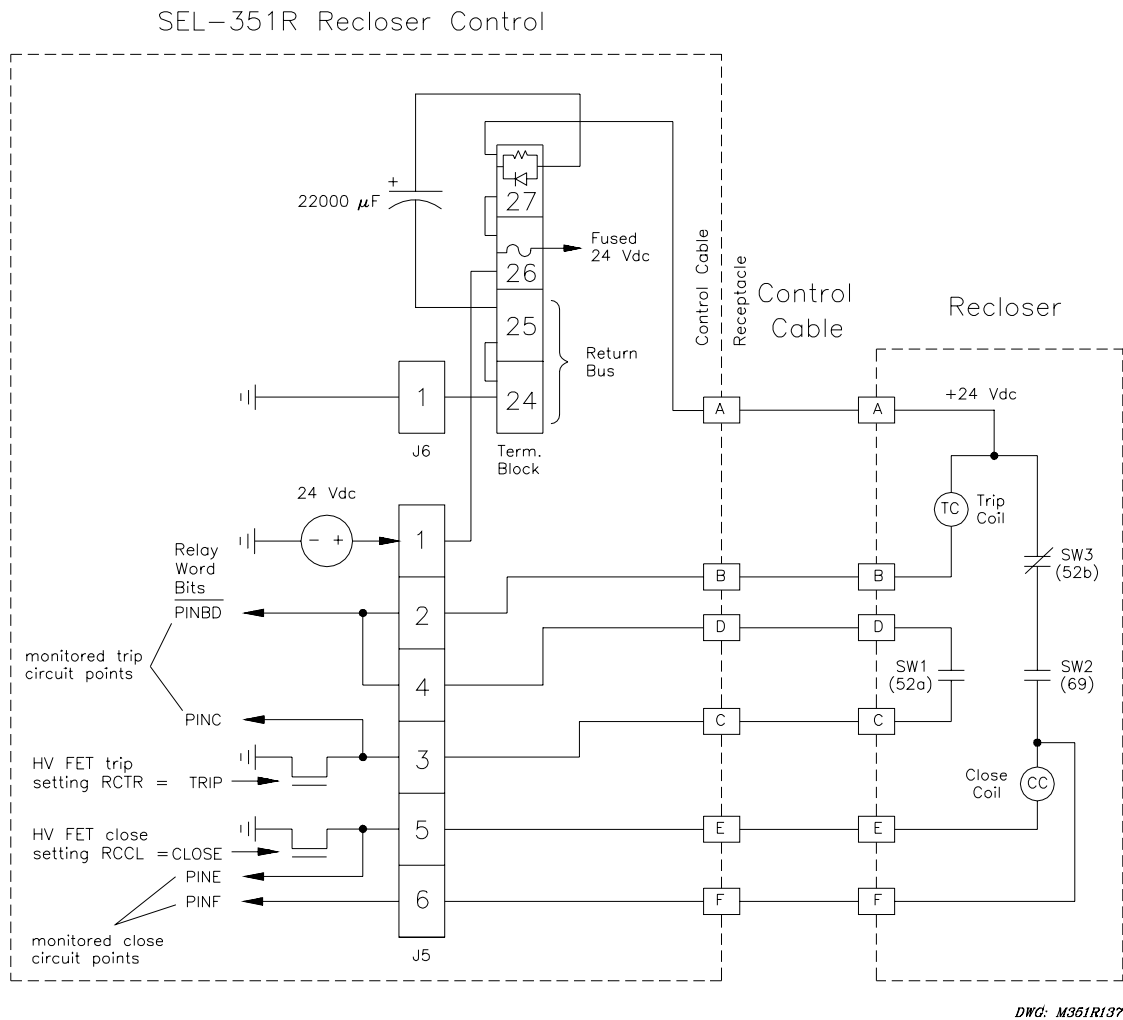 SEL-351R Recloser Control
+
22000 μF
27
Fused
24 Vdc
26
25
Return
Bus
1
24
J6
Term.
Block
Control Cable
Receptacle
Control
Cable
Recloser
A
A
+24 Vdc
24 Vdc
- +
1
TC
Trip
Coil
Relay
Word
Bits
PINBD
2
B
B
SW3
(52b)
monitored trip
circuit points
4
D
D
SW1
(52a)
SW2
(69)
PINC
3
C
C
HV FET trip
setting RCTR = TRIP
Close
Coil
CC
HV FET close
setting RCCL =CLOSE
5
E
E
PINE
PINF
6
F
F
monitored close
circuit points
J5
DWG: M351R137